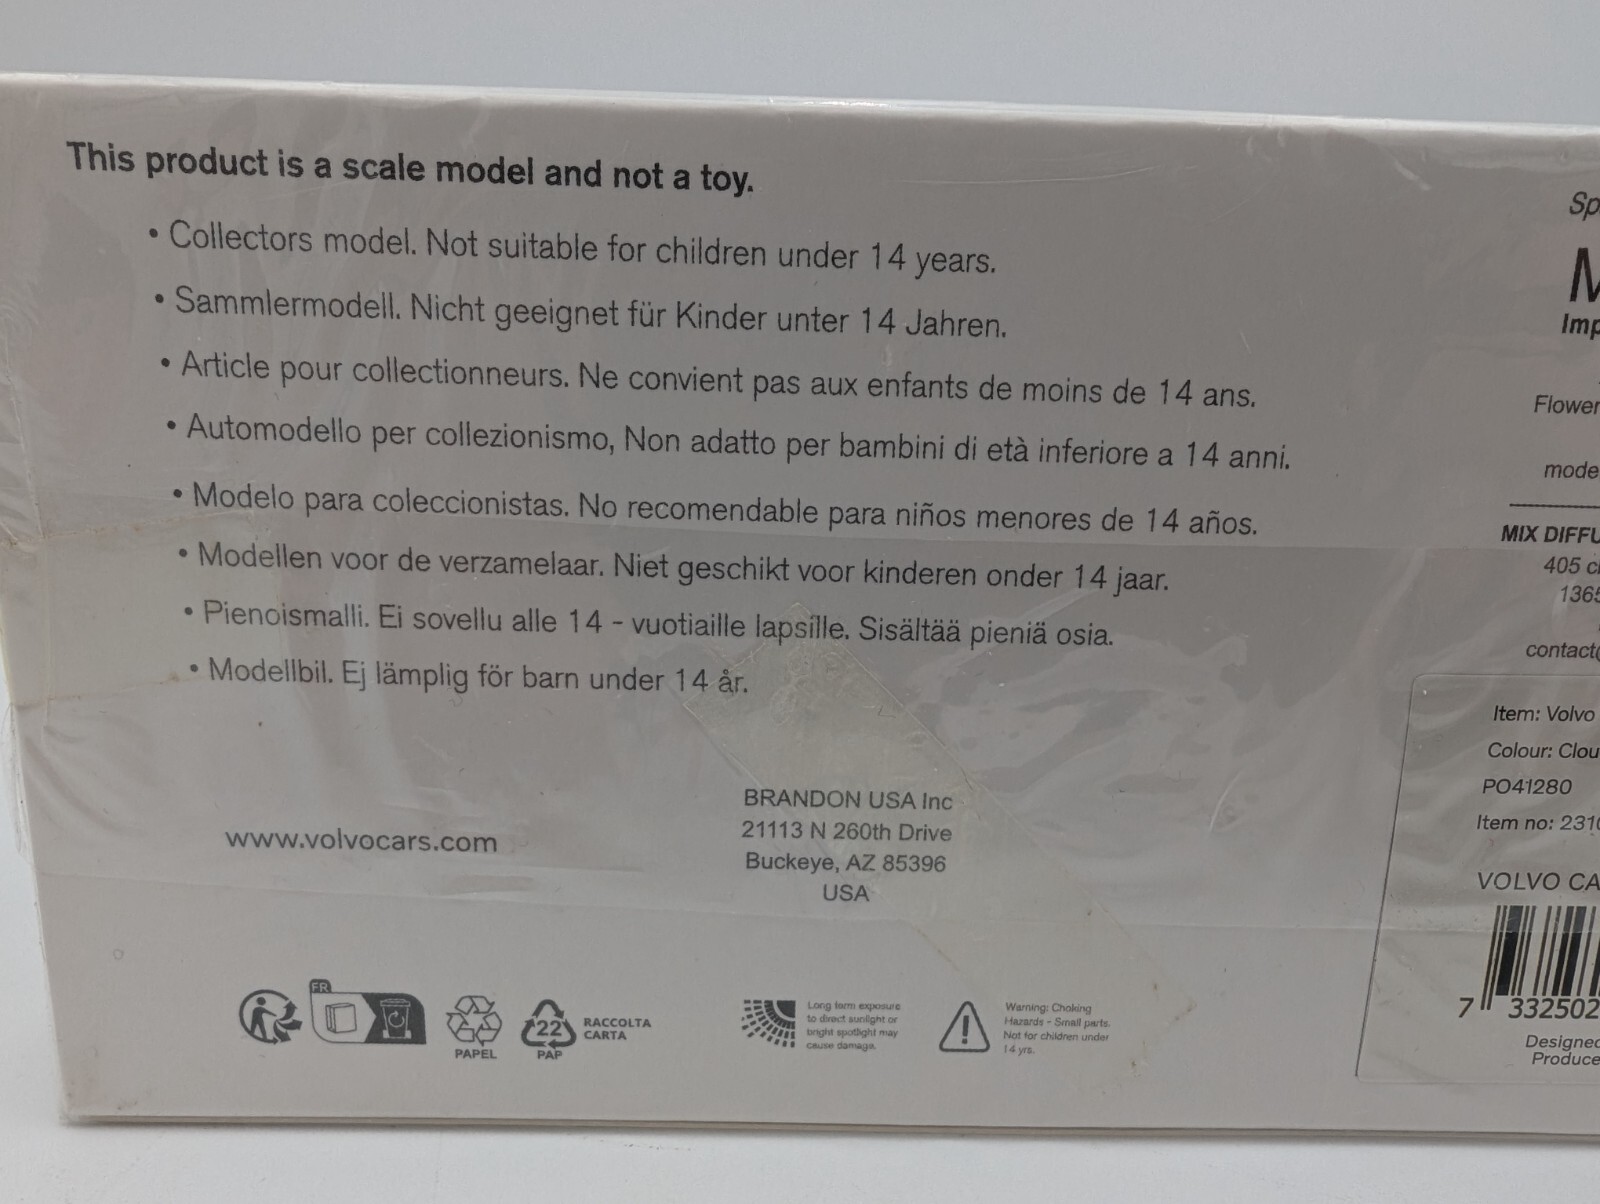 This product is a scale model and not a toy.
• Collectors model. Not suitable for children under 14 years.
• Sammlermodell. Nicht geeignet für Kinder unter 14 Jahren.
• Article pour collectionneurs. Ne convient pas aux enfants de moins de 14 ans.
• Automodello per collezionismo, Non adatto per bambini di età inferiore a 14 anni.
• Modelo para coleccionistas. No recomendable para niños menores de 14 años.
• Modellen voor de verzamelaar. Niet geschikt voor kinderen onder 14 jaar.
• Pienoismalli. Ei sovellu alle 14 - vuotiaille lapsille. Sisältää pieniä osia.
• Modellbil. Ej lämplig för barn under 14 år.
www.volvocars.com
BRANDON USA Inc
21113 N 260th Drive
Buckeye, AZ 85396
USA
FR
PAPEL
22
PAP
RACCOLTA
CARTA
Long term exposure
to direct sunlight or
bright spotlight may
cause damage.
Warning: Choking
Hazards - Small parts.
Not for children under
14 yrs.
Sp
M
Imp
Flower
mode
MIX DIFFU
405 c
1365
contact@
Item: Volvo
Colour: Clou
PO41280
Item no: 2310
VOLVO CA
7 332502
Designed
Produce